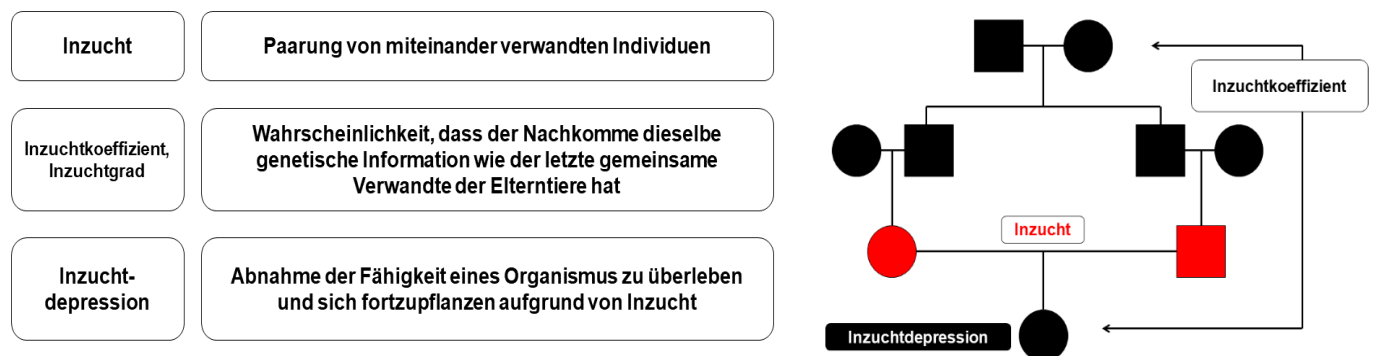 Inzucht
Paarung von miteinander verwandten Individuen
Inzuchtkoeffizient,
Inzuchtgrad
Wahrscheinlichkeit, dass der Nachkomme dieselbe
genetische Information wie der letzte gemeinsame
Verwandte der Elterntiere hat
Inzucht-
depression
Abnahme der Fähigkeit eines Organismus zu überleben
und sich fortzupflanzen aufgrund von Inzucht
Inzuchtkoeffizient
Inzucht
Inzuchtdepression